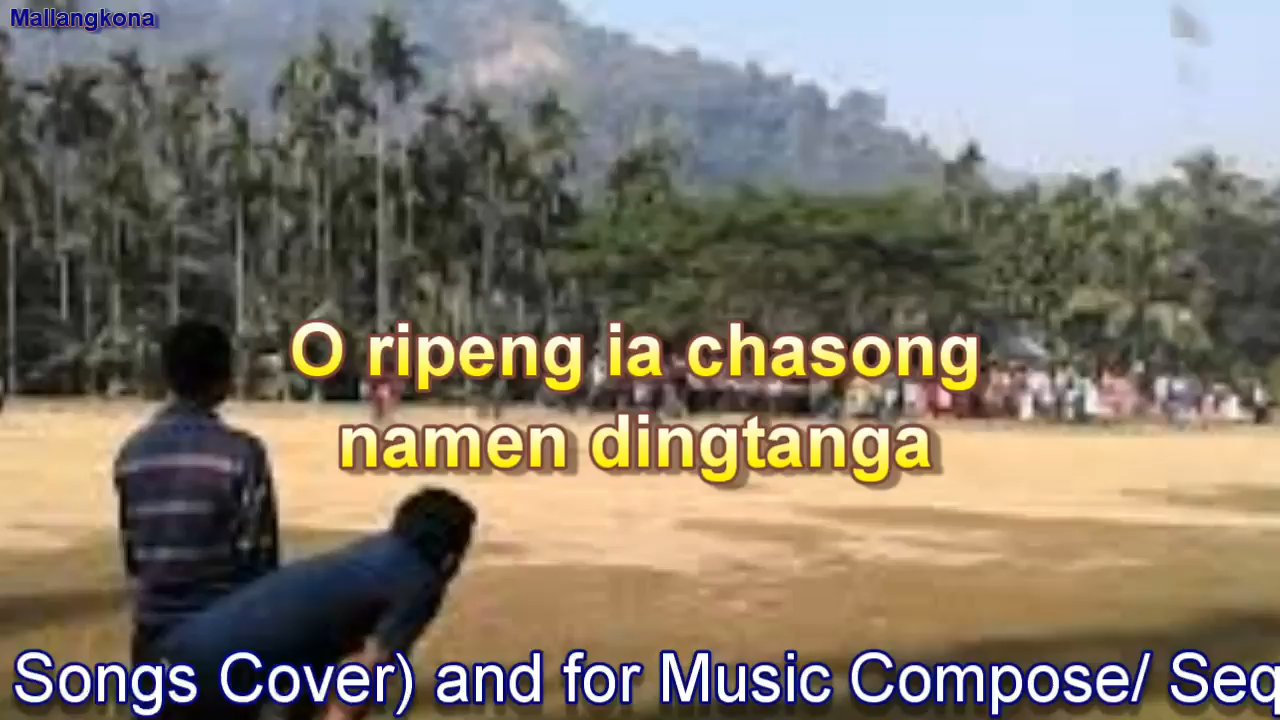 Mallangkona
O ripeng ia chasong
namen dingtanga
Songs Cover) and for Music Compose/ Seq